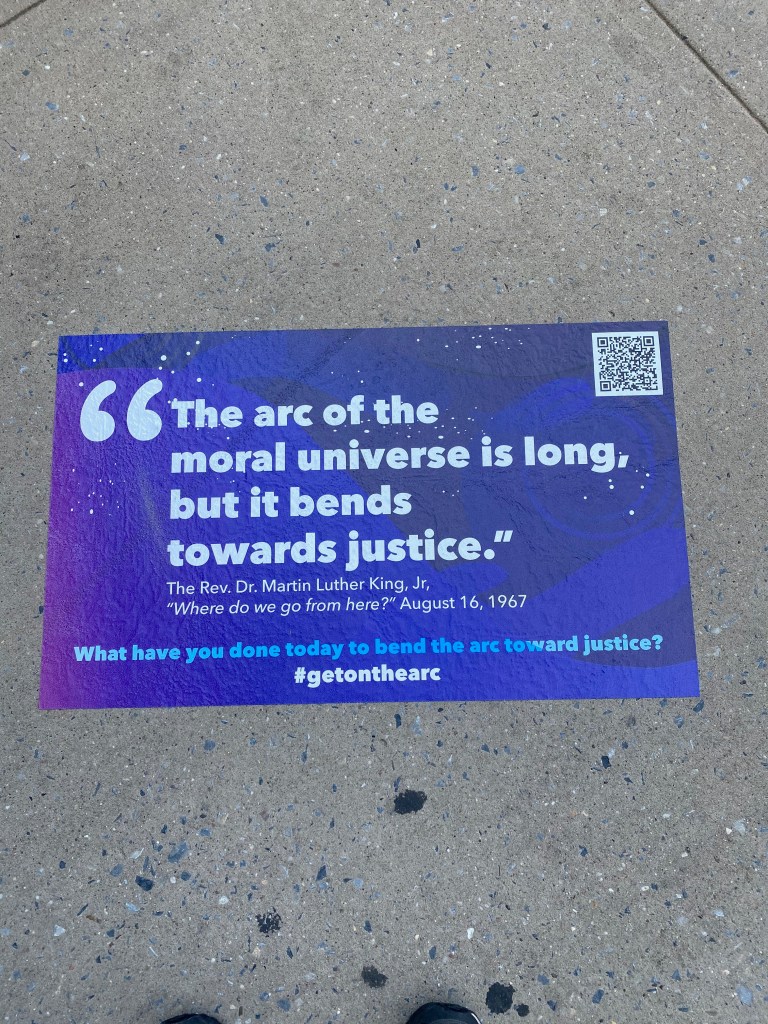 “The arc of the
moral universe is long,
but it bends
towards justice.”
The Rev. Dr. Martin Luther King, Jr,
“Where do we go from here?” August 16, 1967
What have you done today to bend the arc toward justice?
#getonthearc